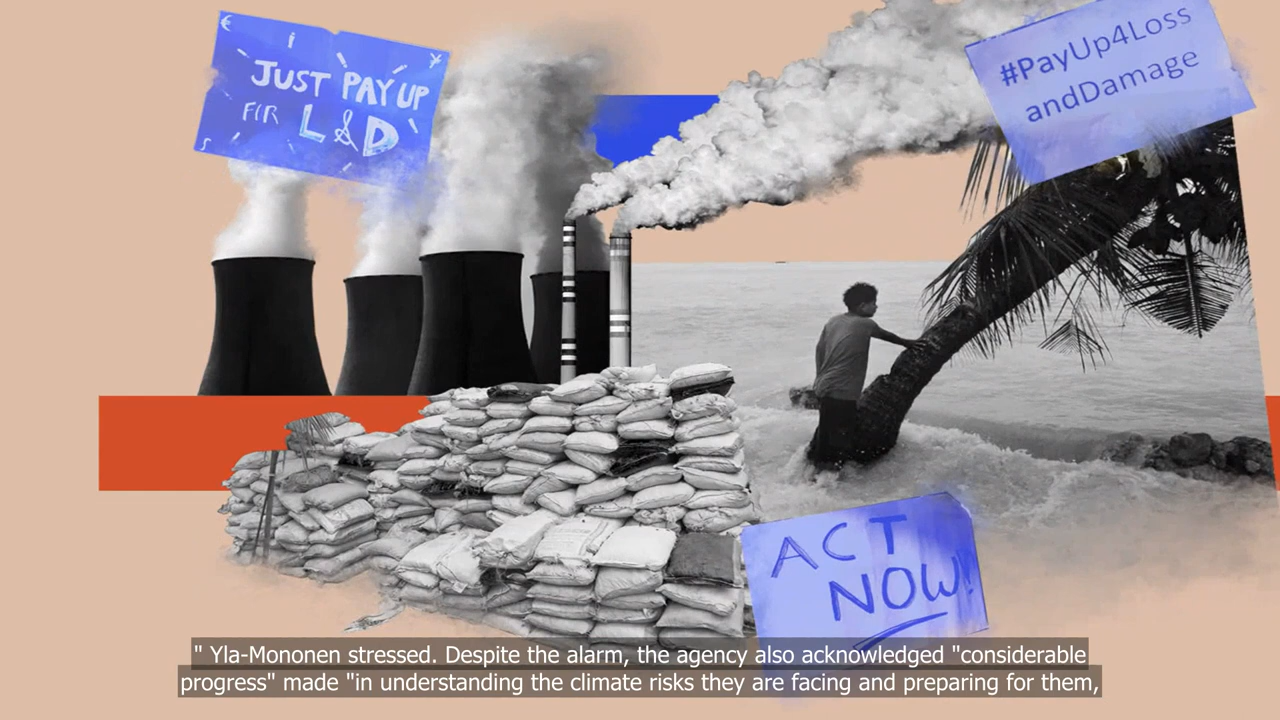 JUST PAY UP
FIR L&D
#PayUp4Loss
andDamage
ACT
NOW!
" Yla-Mononen stressed. Despite the alarm, the agency also acknowledged "considerable
progress" made "in understanding the climate risks they are facing and preparing for them,